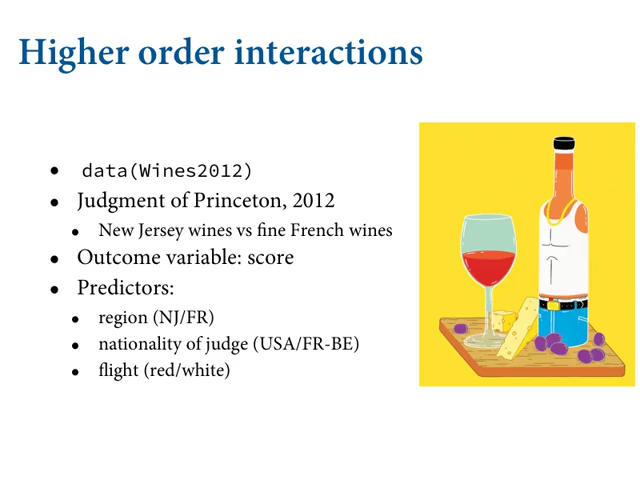 Higher order interactions
• data(Wines2012)
• Judgment of Princeton, 2012
• New Jersey wines vs fine French wines
• Outcome variable: score
• Predictors:
• region (NJ/FR)
• nationality of judge (USA/FR-BE)
• flight (red/white)